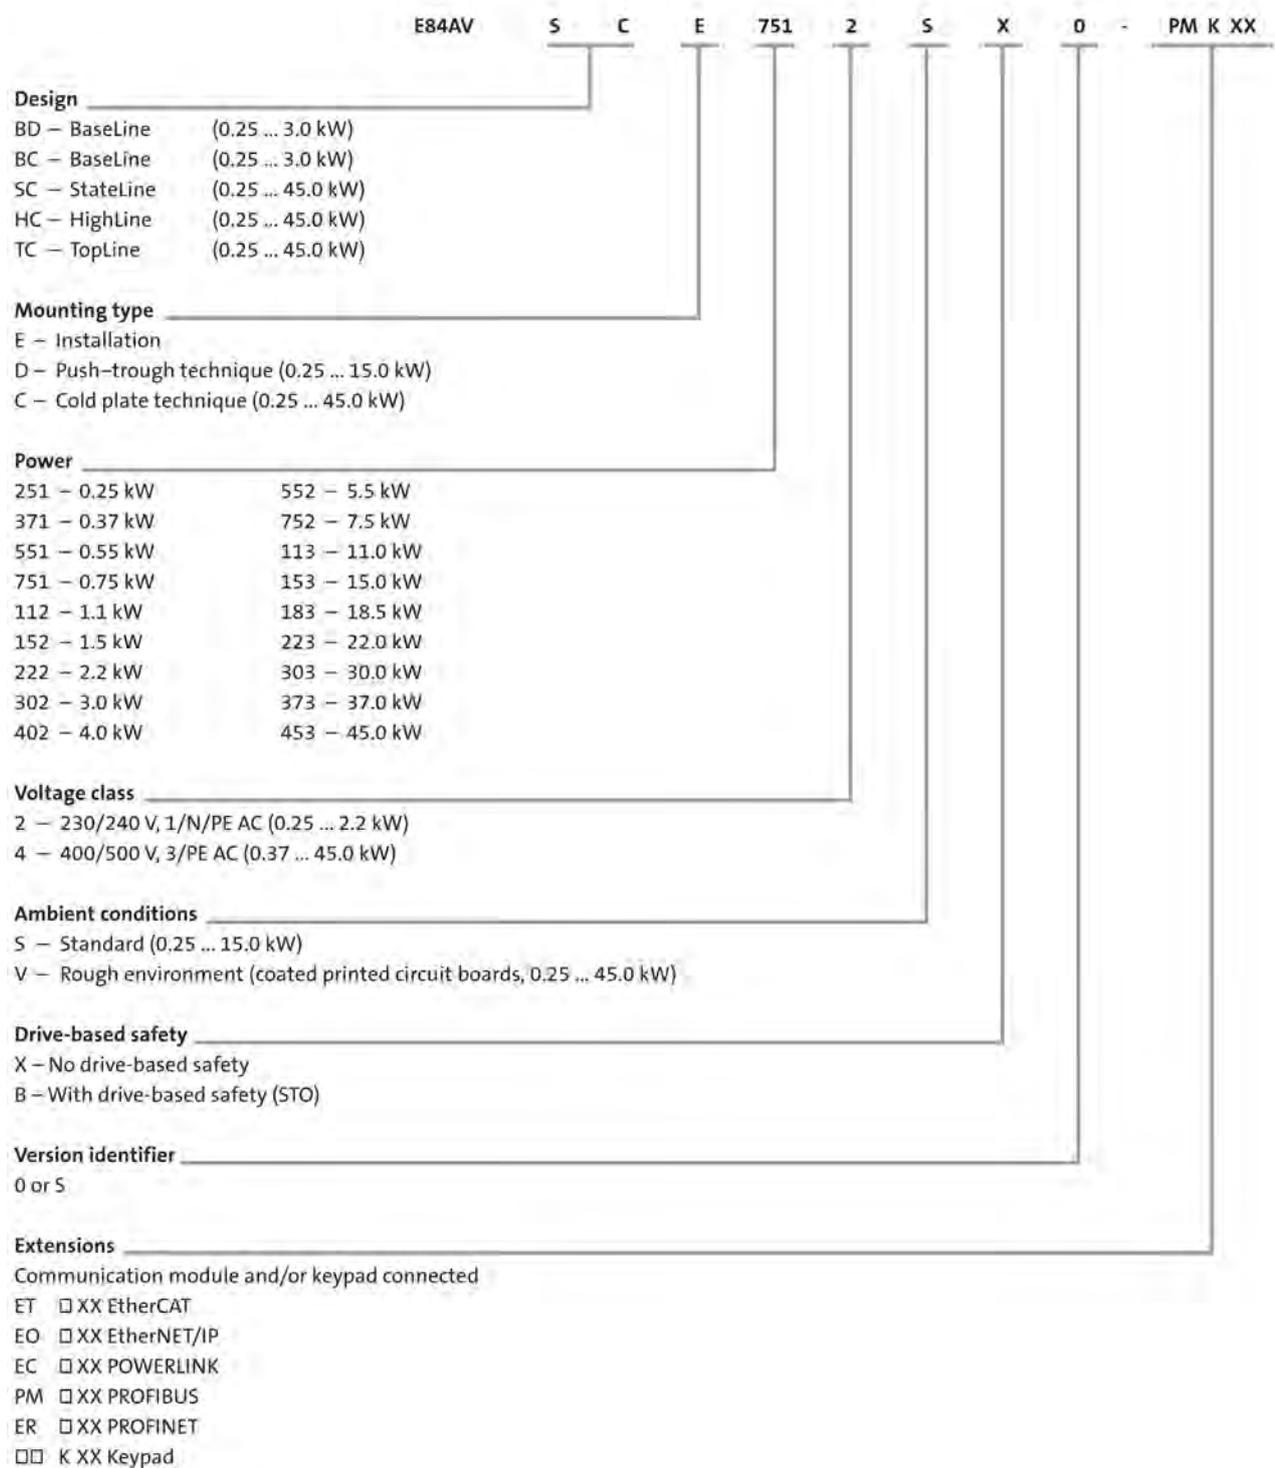 E84AV S C E 751 2 S X 0 - PM K XX
Design
BD – BaseLine (0.25 ... 3.0 kW)
BC – BaseLine (0.25 ... 3.0 kW)
SC – StateLine (0.25 ... 45.0 kW)
HC – HighLine (0.25 ... 45.0 kW)
TC – TopLine (0.25 ... 45.0 kW)
Mounting type
E – Installation
D – Push–trough technique (0.25 ... 15.0 kW)
C – Cold plate technique (0.25 ... 45.0 kW)
Power
251 – 0.25 kW 552 – 5.5 kW
371 – 0.37 kW 752 – 7.5 kW
551 – 0.55 kW 113 – 11.0 kW
751 – 0.75 kW 153 – 15.0 kW
112 – 1.1 kW 183 – 18.5 kW
152 – 1.5 kW 223 – 22.0 kW
222 – 2.2 kW 303 – 30.0 kW
302 – 3.0 kW 373 – 37.0 kW
402 – 4.0 kW 453 – 45.0 kW
Voltage class
2 – 230/240 V, 1/N/PE AC (0.25 ... 2.2 kW)
4 – 400/500 V, 3/PE AC (0.37 ... 45.0 kW)
Ambient conditions
S – Standard (0.25 ... 15.0 kW)
V – Rough environment (coated printed circuit boards, 0.25 ... 45.0 kW)
Drive-based safety
X – No drive-based safety
B – With drive-based safety (STO)
Version identifier
0 or S
Extensions
Communication module and/or keypad connected
ET □ XX EtherCAT
EO □ XX EtherNET/IP
EC □ XX POWERLINK
PM □ XX PROFIBUS
ER □ XX PROFINET
□□ K XX Keypad